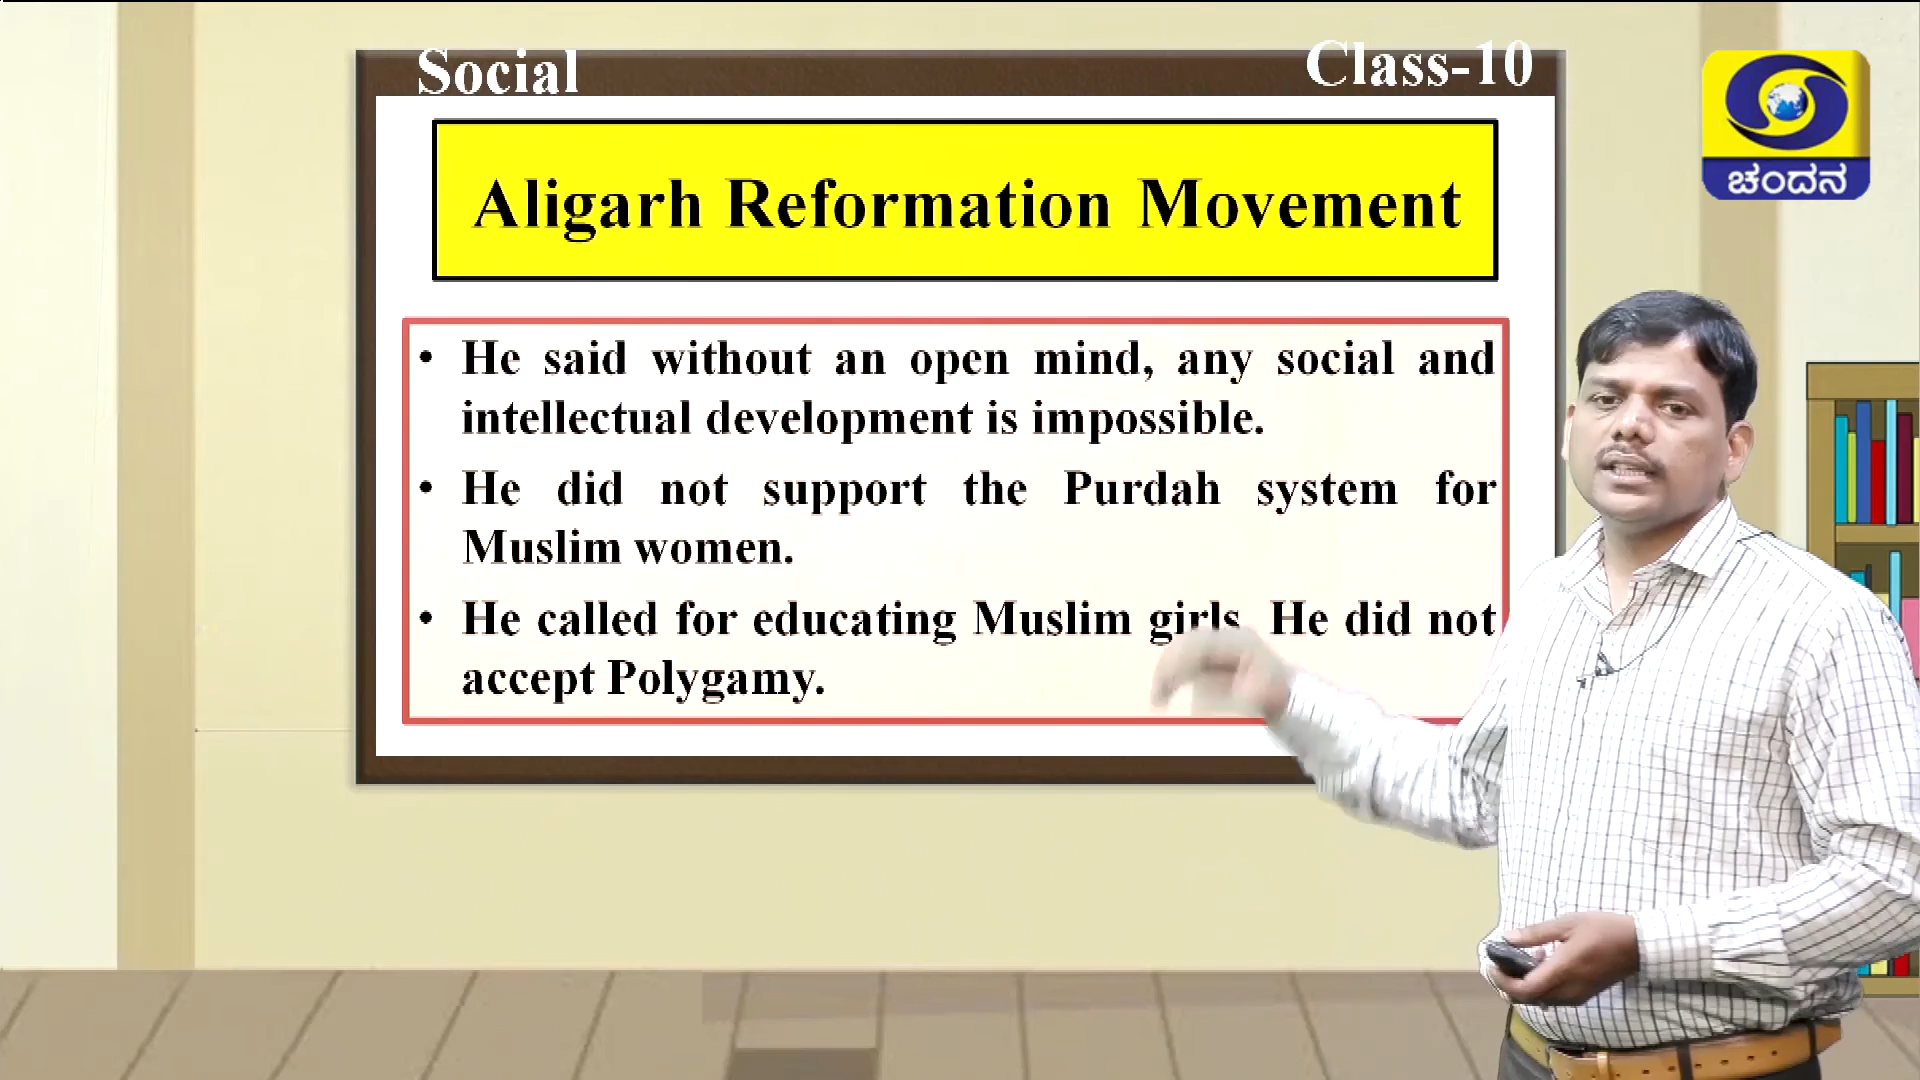 Social
Class-10
ಚಂದನ
Aligarh Reformation Movement
• He said without an open mind, any social and
intellectual development is impossible.
• He did not support the Purdah system for
Muslim women.
• He called for educating Muslim girls. He did not
accept Polygamy.